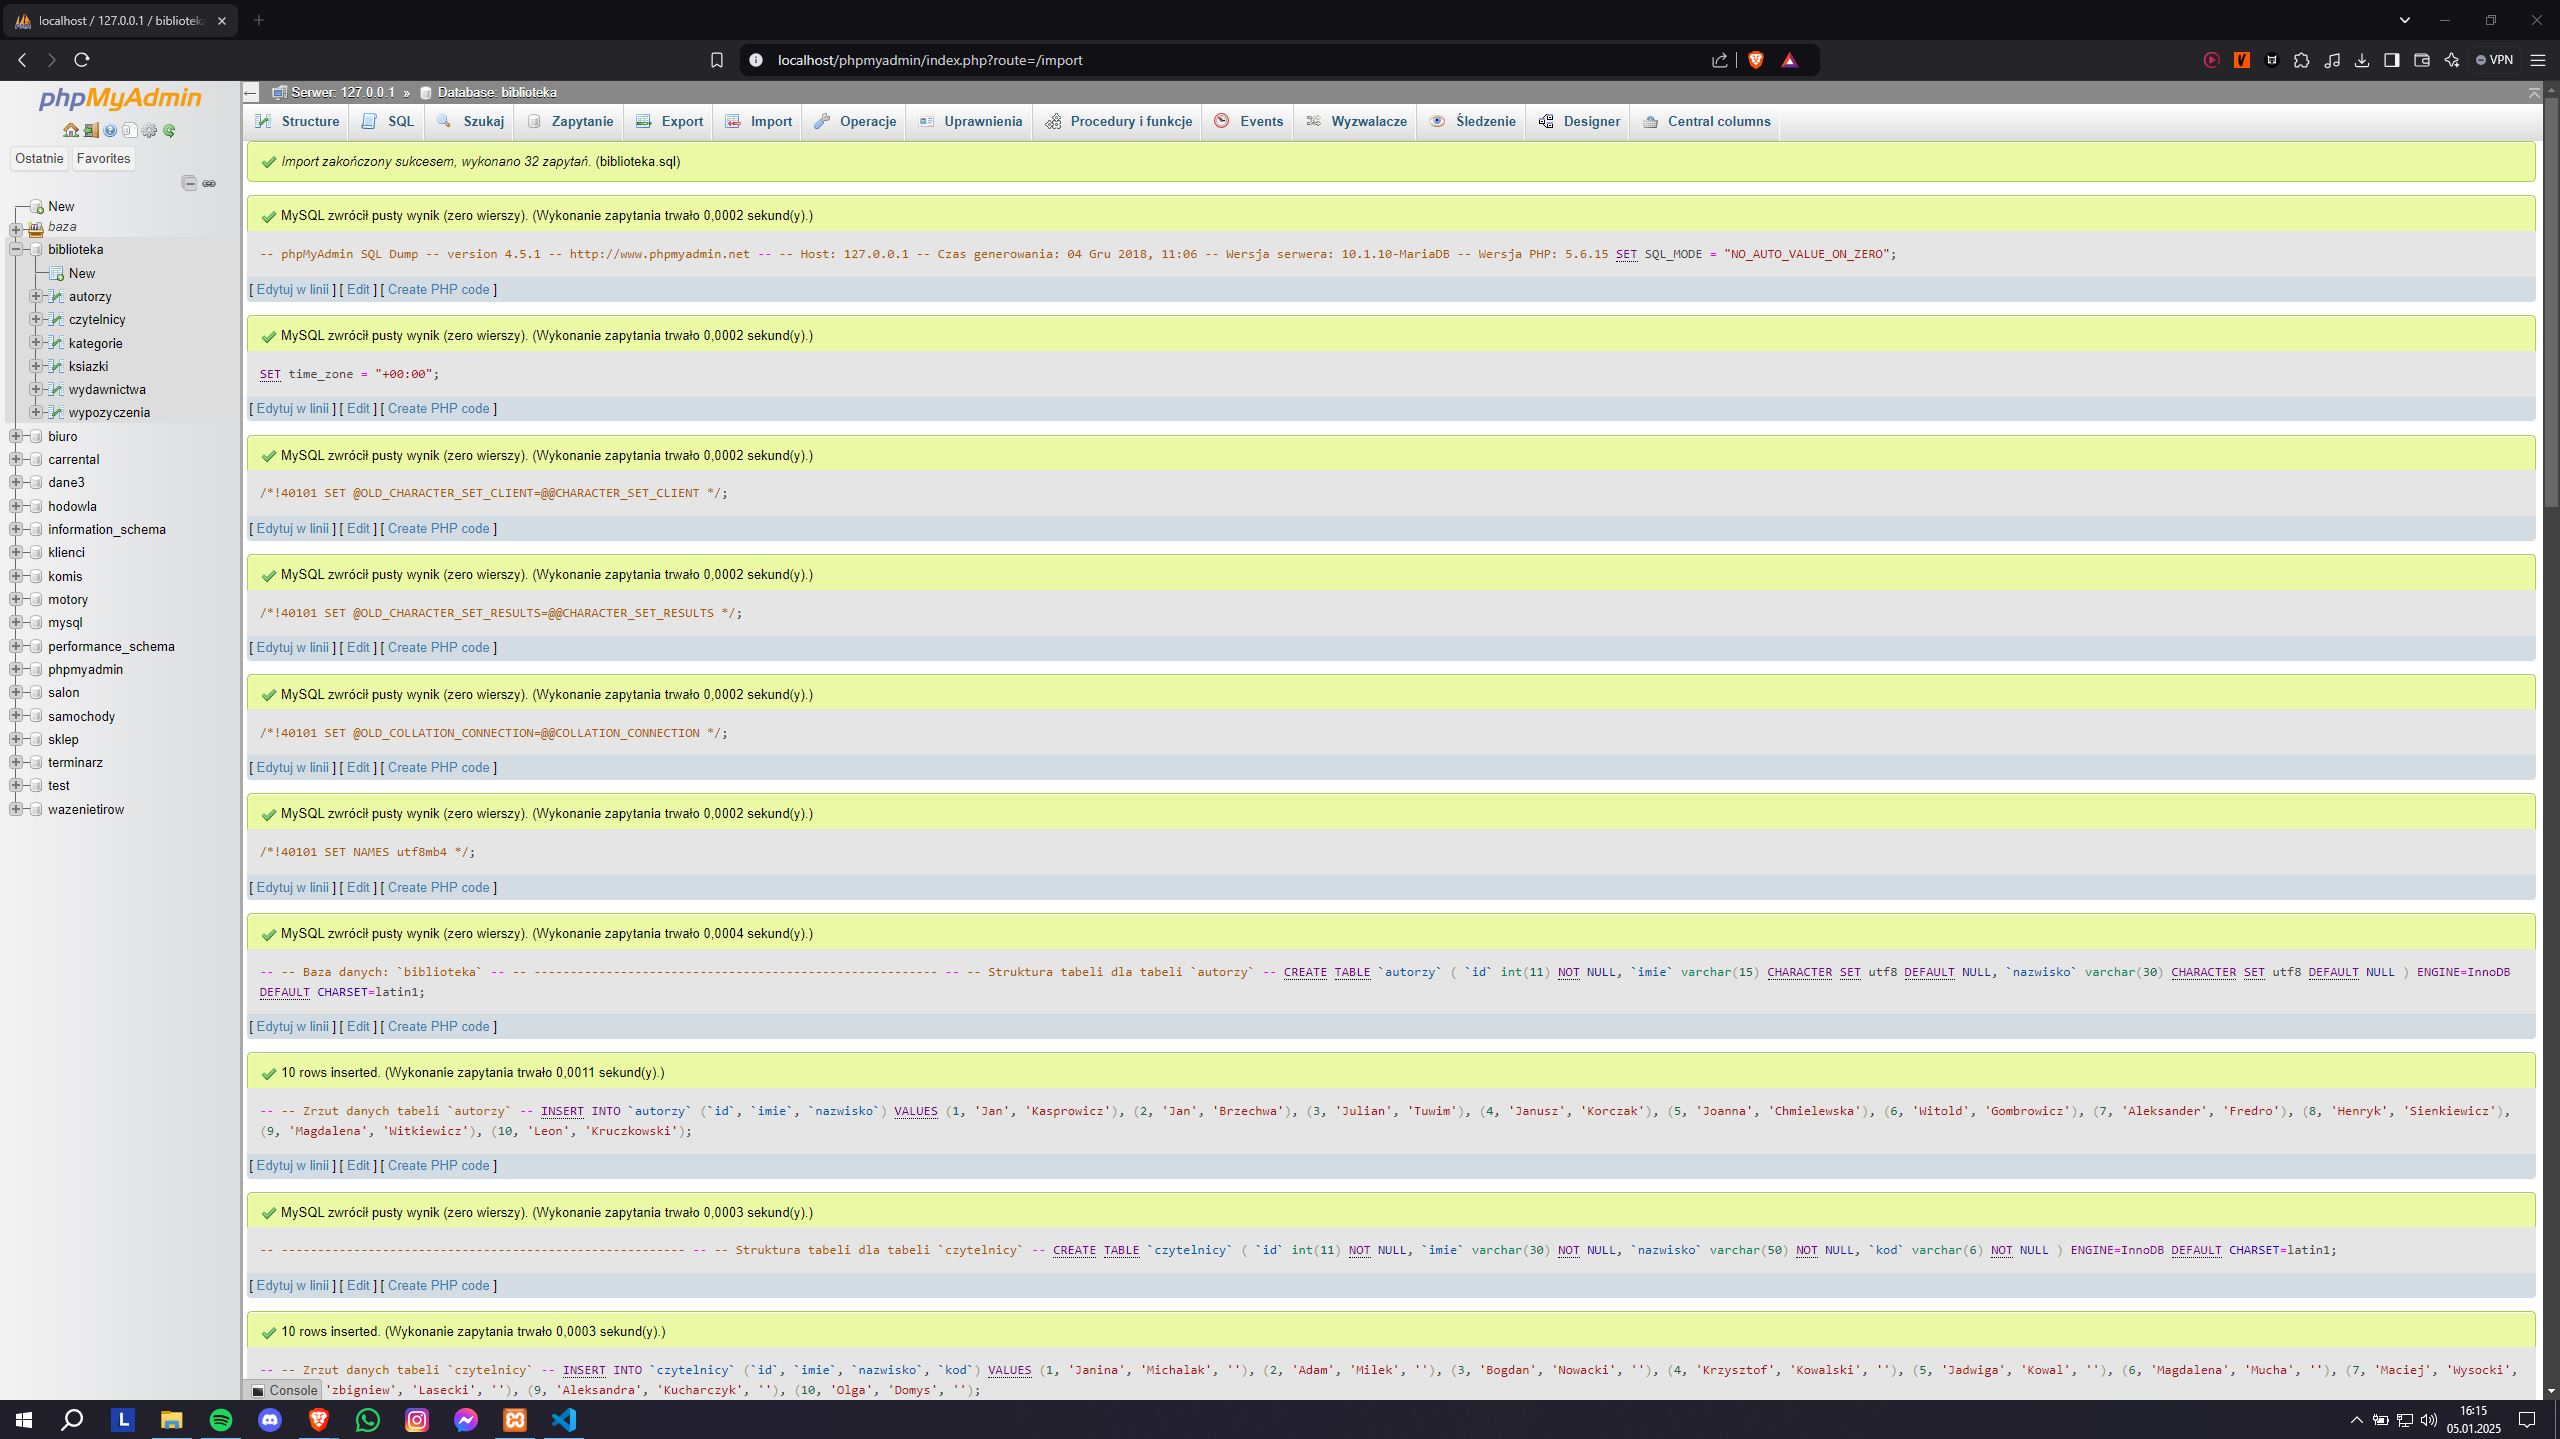 localhost / 127.0.0.1 / bibliotek
localhost/phpmyadmin/index.php?route=/import
VPN
phpMyAdmin
Ostatnie
Favorites
New
baza
biblioteka
New
autorzy
czytelnicy
kategorie
ksiazki
wydawnictwa
wypozyczenia
biuro
carrental
dane3
hodowla
information_schema
klienci
komis
motory
mysql
performance_schema
phpmyadmin
salon
samochody
sklep
terminarz
test
wazenietirow
Serwer: 127.0.0.1 » Database: biblioteka
Structure SQL Szukaj Zapytanie Export Import Operacje Uprawnienia Procedury i funkcje Events Wyzwalacze Śledzenie Designer Central columns
Import zakończony sukcesem, wykonano 32 zapytań. (biblioteka.sql)
MySQL zwrócił pusty wynik (zero wierszy). (Wykonanie zapytania trwało 0,0002 sekund(y).)
-- phpMyAdmin SQL Dump -- version 4.5.1 -- http://www.phpmyadmin.net -- -- Host: 127.0.0.1 -- Czas generowania: 04 Gru 2018, 11:06 -- Wersja serwera: 10.1.10-MariaDB -- Wersja PHP: 5.6.15 SET SQL_MODE = "NO_AUTO_VALUE_ON_ZERO";
[ Edytuj w linii ] [ Edit ] [ Create PHP code ]
MySQL zwrócił pusty wynik (zero wierszy). (Wykonanie zapytania trwało 0,0002 sekund(y).)
SET time_zone = "+00:00";
[ Edytuj w linii ] [ Edit ] [ Create PHP code ]
MySQL zwrócił pusty wynik (zero wierszy). (Wykonanie zapytania trwało 0,0002 sekund(y).)
/*!40101 SET @OLD_CHARACTER_SET_CLIENT=@@CHARACTER_SET_CLIENT */;
[ Edytuj w linii ] [ Edit ] [ Create PHP code ]
MySQL zwrócił pusty wynik (zero wierszy). (Wykonanie zapytania trwało 0,0002 sekund(y).)
/*!40101 SET @OLD_CHARACTER_SET_RESULTS=@@CHARACTER_SET_RESULTS */;
[ Edytuj w linii ] [ Edit ] [ Create PHP code ]
MySQL zwrócił pusty wynik (zero wierszy). (Wykonanie zapytania trwało 0,0002 sekund(y).)
/*!40101 SET @OLD_COLLATION_CONNECTION=@@COLLATION_CONNECTION */;
[ Edytuj w linii ] [ Edit ] [ Create PHP code ]
MySQL zwrócił pusty wynik (zero wierszy). (Wykonanie zapytania trwało 0,0002 sekund(y).)
/*!40101 SET NAMES utf8mb4 */;
[ Edytuj w linii ] [ Edit ] [ Create PHP code ]
MySQL zwrócił pusty wynik (zero wierszy). (Wykonanie zapytania trwało 0,0004 sekund(y).)
-- -- Baza danych: `biblioteka` -- -- -------------------------------------------------------- -- -- Struktura tabeli dla tabeli `autorzy` -- CREATE TABLE `autorzy` ( `id` int(11) NOT NULL, `imie` varchar(15) CHARACTER SET utf8 DEFAULT NULL, `nazwisko` varchar(30) CHARACTER SET utf8 DEFAULT NULL ) ENGINE=InnoDB
DEFAULT CHARSET=latin1;
[ Edytuj w linii ] [ Edit ] [ Create PHP code ]
10 rows inserted. (Wykonanie zapytania trwało 0,0011 sekund(y).)
-- -- Zrzut danych tabeli `autorzy` -- INSERT INTO `autorzy` (`id`, `imie`, `nazwisko`) VALUES (1, 'Jan', 'Kasprowicz'), (2, 'Jan', 'Brzechwa'), (3, 'Julian', 'Tuwim'), (4, 'Janusz', 'Korczak'), (5, 'Joanna', 'Chmielewska'), (6, 'Witold', 'Gombrowicz'), (7, 'Aleksander', 'Fredro'), (8, 'Henryk', 'Sienkiewicz'),
(9, 'Magdalena', 'Witkiewicz'), (10, 'Leon', 'Kruczkowski');
[ Edytuj w linii ] [ Edit ] [ Create PHP code ]
MySQL zwrócił pusty wynik (zero wierszy). (Wykonanie zapytania trwało 0,0003 sekund(y).)
-- -------------------------------------------------------- -- -- Struktura tabeli dla tabeli `czytelnicy` -- CREATE TABLE `czytelnicy` ( `id` int(11) NOT NULL, `imie` varchar(30) NOT NULL, `nazwisko` varchar(50) NOT NULL, `kod` varchar(6) NOT NULL ) ENGINE=InnoDB DEFAULT CHARSET=latin1;
[ Edytuj w linii ] [ Edit ] [ Create PHP code ]
10 rows inserted. (Wykonanie zapytania trwało 0,0003 sekund(y).)
-- -- Zrzut danych tabeli `czytelnicy` -- INSERT INTO `czytelnicy` (`id`, `imie`, `nazwisko`, `kod`) VALUES (1, 'Janina', 'Michalak', ''), (2, 'Adam', 'Milek', ''), (3, 'Bogdan', 'Nowacki', ''), (4, 'Krzysztof', 'Kowalski', ''), (5, 'Jadwiga', 'Kowal', ''), (6, 'Magdalena', 'Mucha', ''), (7, 'Maciej', 'Wysocki',
Console 'zbigniew', 'Lasecki', ''), (9, 'Aleksandra', 'Kucharczyk', ''), (10, 'Olga', 'Domys', '');
L
16:15
05.01.2025